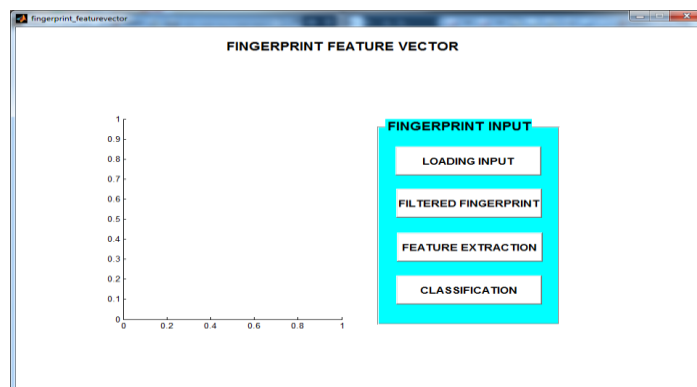 fingerprint_featurevector
FINGERPRINT FEATURE VECTOR
1
0.9
0.8
0.7
0.6
0.5
0.4
0.3
0.2
0.1
0
0 0.2 0.4 0.6 0.8 1
FINGERPRINT INPUT
LOADING INPUT
FILTERED FINGERPRINT
FEATURE EXTRACTION
CLASSIFICATION